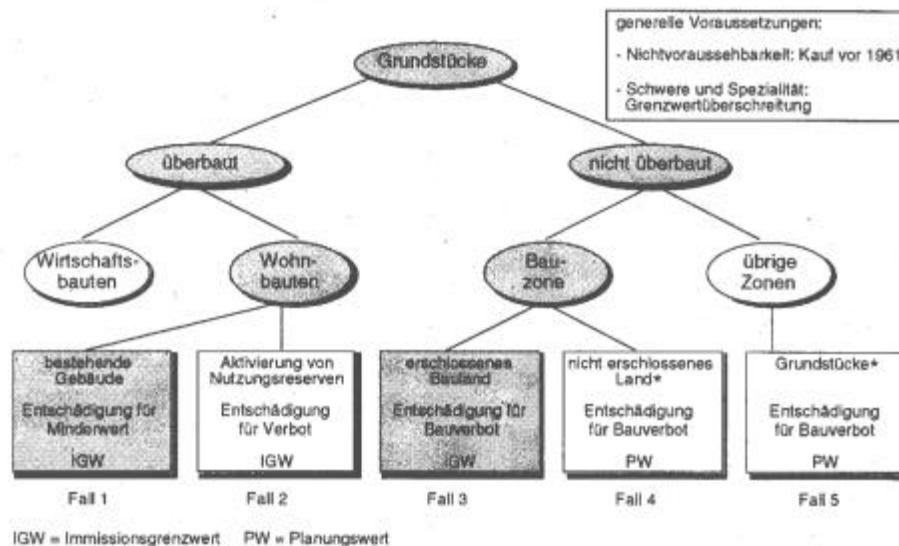 generelle Voraussetzungen:
- Nichtvoraussehbarkeit: Kauf vor 1961
- Schwere und Spezialität:
Grenzwertüberschreitung
Grundstücke
überbaut
nicht überbaut
Wirtschafts-
bauten
Wohn-
bauten
Bau-
zone
übrige
Zonen
bestehende
Gebäude
Entschädigung für
Minderwert
IGW
Fall 1
Aktivierung von
Nutzungsreserven
Entschädigung
für Verbot
IGW
Fall 2
erschlossenes
Bauland
Entschädigung für
Bauverbot
IGW
Fall 3
nicht erschlossenes
Land*
Entschädigung
für Bauverbot
PW
Fall 4
Grundstücke*
Entschädigung
für Bauverbot
PW
Fall 5
IGW = Immissionsgrenzwert PW = Planungswert